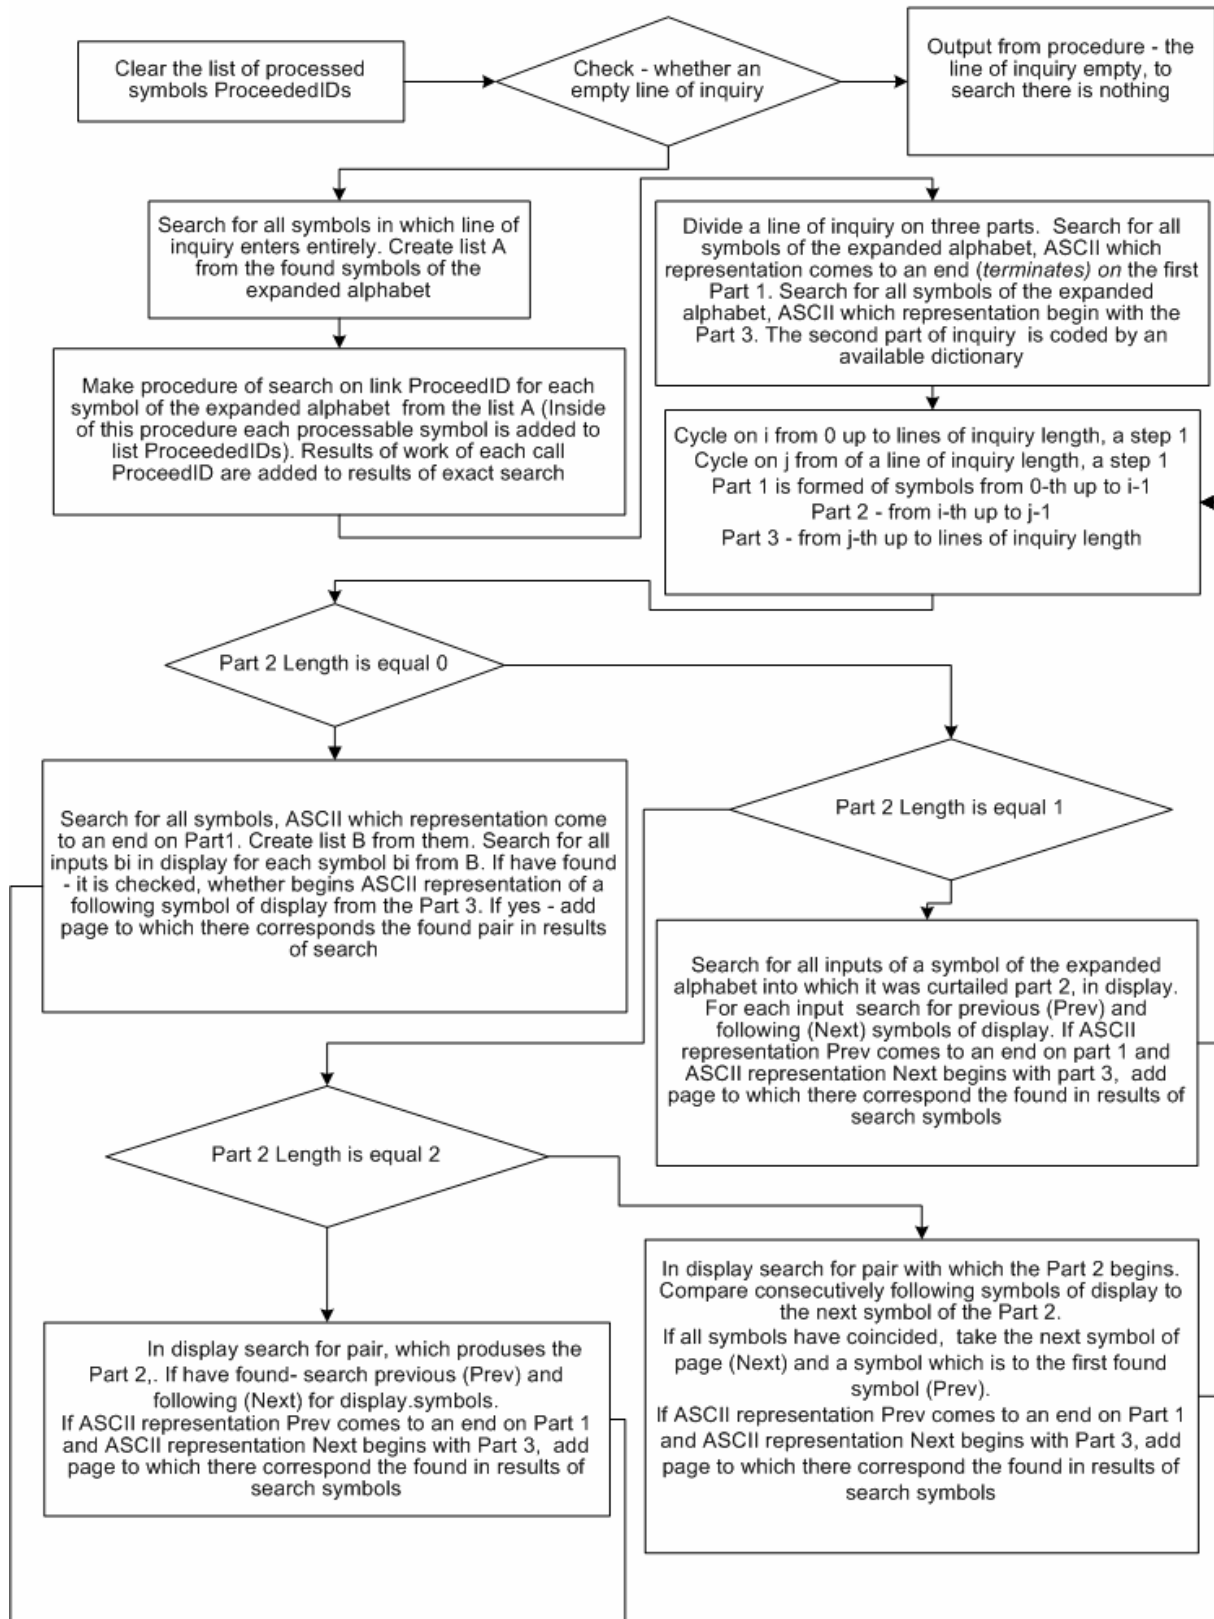 Clear the list of processed
symbols ProceededIDs
Check - whether an
empty line of inquiry
Output from procedure - the
line of inquiry empty, to
search there is nothing
Search for all symbols in which line of
inquiry enters entirely. Create list A
from the found symbols of the
expanded alphabet
Divide a line of inquiry on three parts. Search for all
symbols of the expanded alphabet, ASCII which
representation comes to an end (terminates) on the first
Part 1. Search for all symbols of the expanded
alphabet, ASCII which representation begin with the
Part 3. The second part of inquiry is coded by an
available dictionary
Make procedure of search on link ProceedID for each
symbol of the expanded alphabet from the list A (Inside
of this procedure each processable symbol is added to
list ProceededIDs). Results of work of each call
ProceedID are added to results of exact search
Cycle on i from 0 up to lines of inquiry length, a step 1
Cycle on j from of a line of inquiry length, a step 1
Part 1 is formed of symbols from 0-th up to i-1
Part 2 - from i-th up to j-1
Part 3 - from j-th up to lines of inquiry length
Part 2 Length is equal 0
Part 2 Length is equal 1
Search for all symbols, ASCII which representation come
to an end on Part1. Create list B from them. Search for all
inputs bi in display for each symbol bi from B. If have found
- it is checked, whether begins ASCII representation of a
following symbol of display from the Part 3. If yes - add
page to which there corresponds the found pair in results
of search
Search for all inputs of a symbol of the expanded
alphabet into which it was curtailed part 2, in display.
For each input search for previous (Prev) and
following (Next) symbols of display. If ASCII
representation Prev comes to an end on part 1 and
ASCII representation Next begins with part 3, add
page to which there correspond the found in results of
search symbols
Part 2 Length is equal 2
In display search for pair, which produses the
Part 2,. If have found- search previous (Prev) and
following (Next) for display.symbols.
If ASCII representation Prev comes to an end on Part 1
and ASCII representation Next begins with Part 3, add
page to which there correspond the found in results of
search symbols
In display search for pair with which the Part 2 begins.
Compare consecutively following symbols of display to
the next symbol of the Part 2.
If all symbols have coincided, take the next symbol of
page (Next) and a symbol which is to the first found
symbol (Prev).
If ASCII representation Prev comes to an end on Part 1
and ASCII representation Next begins with Part 3, add
page to which there correspond the found in results of
search symbols